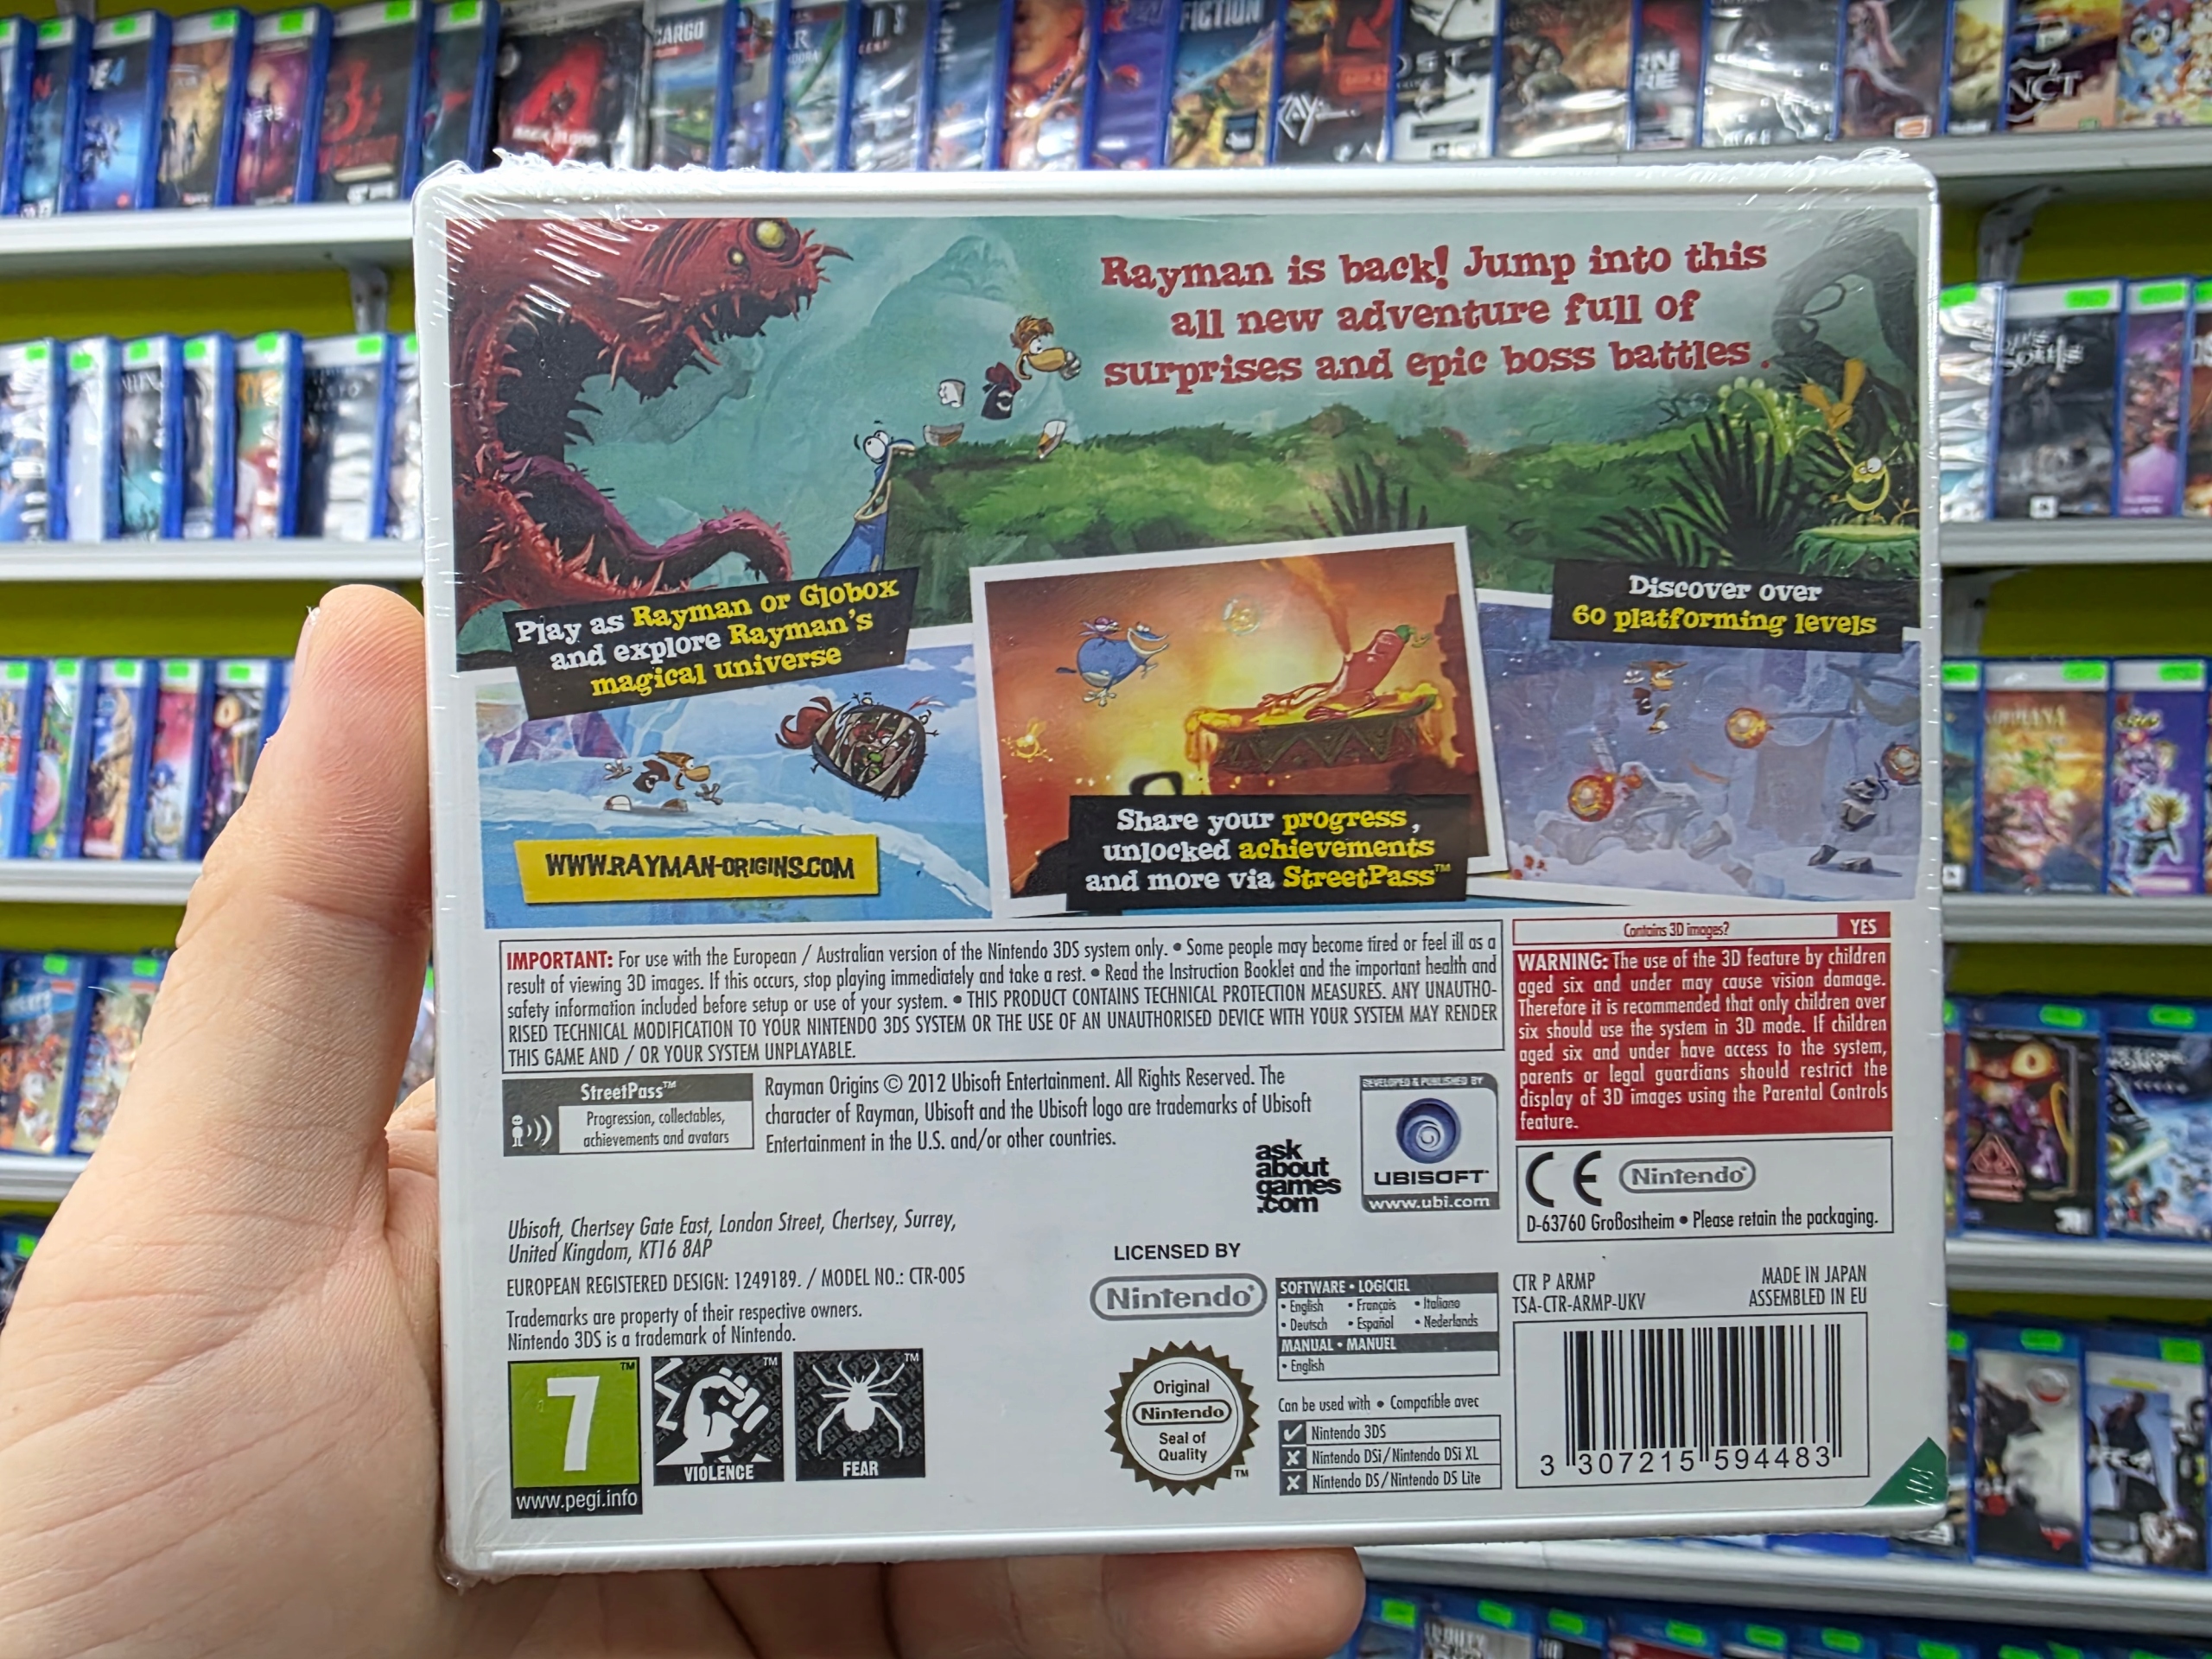 CARGO
FICTION
Rayman is back! Jump into this
all new adventure full of
surprises and epic boss battles.
Play as Rayman or Globox
and explore Rayman's
magical universe
Discover over
60 platforming levels
WWW.RAYMAN-ORIGINS.COM
Share your progress,
unlocked achievements
and more via StreetPass™
IMPORTANT: For use with the European / Australian version of the Nintendo 3DS system only. • Some people may become tired or feel ill as a
result of viewing 3D images. If this occurs, stop playing immediately and take a rest. • Read the Instruction Booklet and the important health and
safety information included before setup or use of your system. • THIS PRODUCT CONTAINS TECHNICAL PROTECTION MEASURES. ANY UNAUTHO-
RISED TECHNICAL MODIFICATION TO YOUR NINTENDO 3DS SYSTEM OR THE USE OF AN UNAUTHORISED DEVICE WITH YOUR SYSTEM MAY RENDER
THIS GAME AND / OR YOUR SYSTEM UNPLAYABLE.
Contains 3D images? YES
WARNING: The use of the 3D feature by children
aged six and under may cause vision damage.
Therefore it is recommended that only children over
six should use the system in 3D mode. If children
aged six and under have access to the system,
parents or legal guardians should restrict the
display of 3D images using the Parental Controls
feature.
StreetPass™
Progression, collectables,
achievements and avatars
Rayman Origins © 2012 Ubisoft Entertainment. All Rights Reserved. The
character of Rayman, Ubisoft and the Ubisoft logo are trademarks of Ubisoft
Entertainment in the U.S. and/or other countries.
ask
about
games
.com
DEVELOPED & PUBLISHED BY
UBISOFT
www.ubi.com
CE Nintendo
D-63760 Großostheim • Please retain the packaging.
Ubisoft, Chertsey Gate East, London Street, Chertsey, Surrey,
United Kingdom, KT16 8AP
EUROPEAN REGISTERED DESIGN: 1249189. / MODEL NO.: CTR-005
Trademarks are property of their respective owners.
Nintendo 3DS is a trademark of Nintendo.
7™
www.pegi.info
VIOLENCE
FEAR
LICENSED BY
Nintendo
Original
Nintendo
Seal of
Quality
SOFTWARE • LOGICIEL
• English • Français • Italiano
• Deutsch • Español • Nederlands
MANUAL • MANUEL
• English
Can be used with • Compatible avec
Nintendo 3DS
Nintendo DSi/Nintendo DSi XL
Nintendo DS/Nintendo DS Lite
CTR P ARMP
TSA-CTR-ARMP-UKV
MADE IN JAPAN
ASSEMBLED IN EU
3 307215 594483